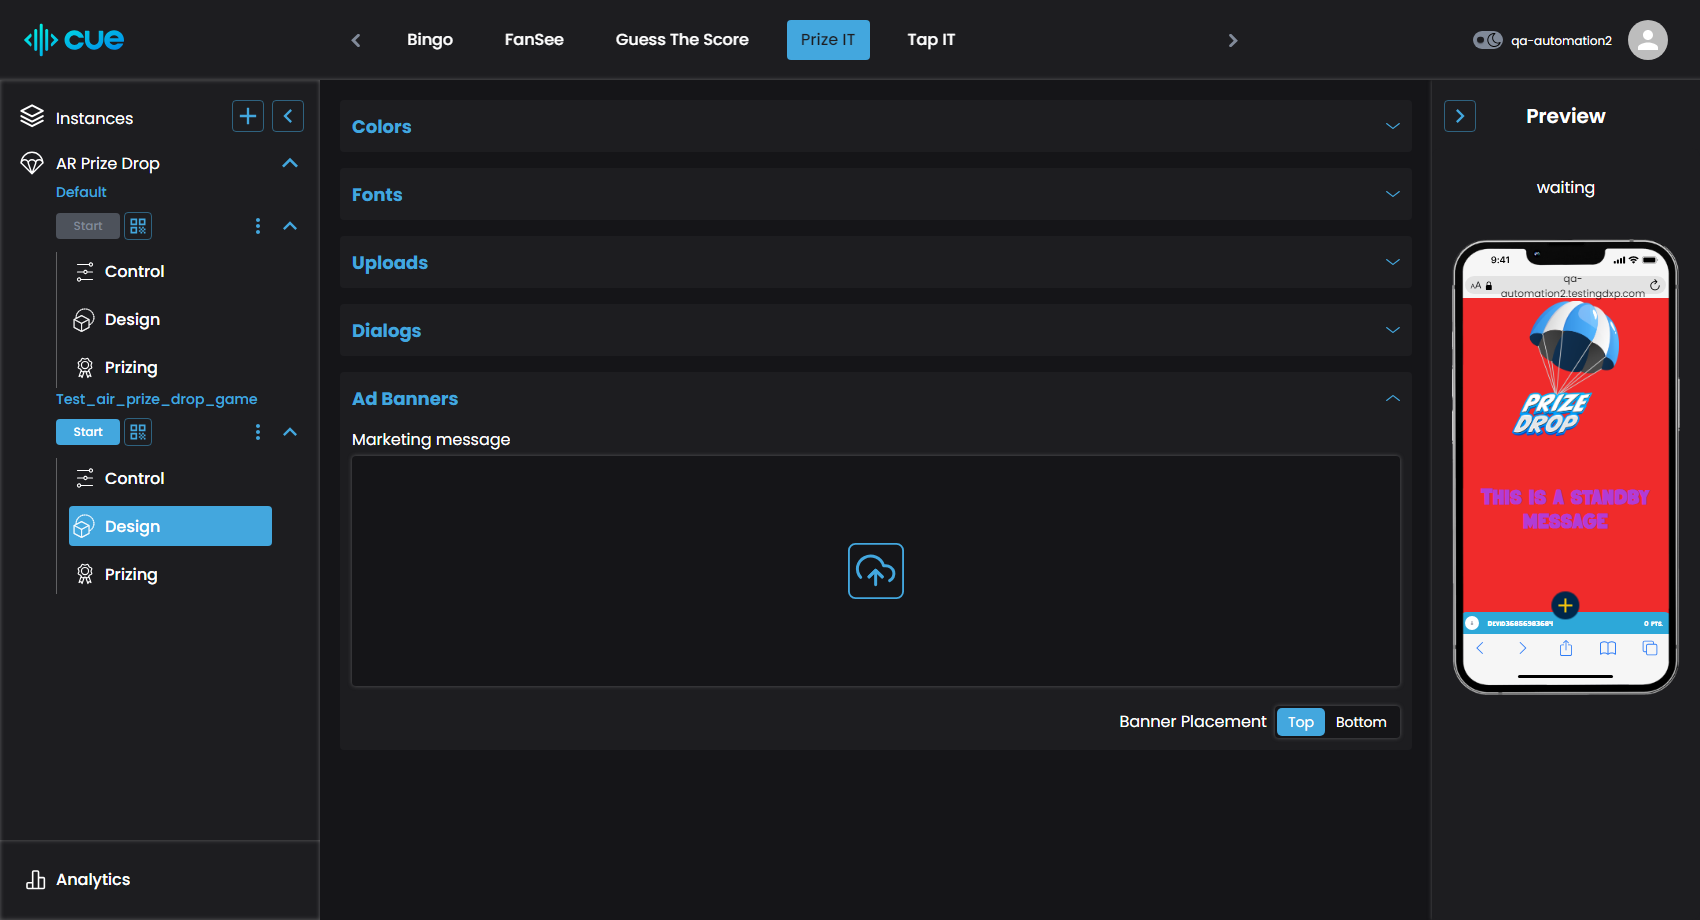 cue
Bingo
FanSee
Guess The Score
Prize IT
Tap IT
qa-automation2
Instances
AR Prize Drop
Default
Start
Control
Design
Prizing
Test_air_prize_drop_game
Start
Control
Design
Prizing
Analytics
Colors
Fonts
Uploads
Dialogs
Ad Banners
Marketing message
Banner Placement
Top
Bottom
Preview
waiting
9:41
AA
qa-
automation2.testingdxp.com
PRIZE
DROP
This is a standby
message
0 PTS.